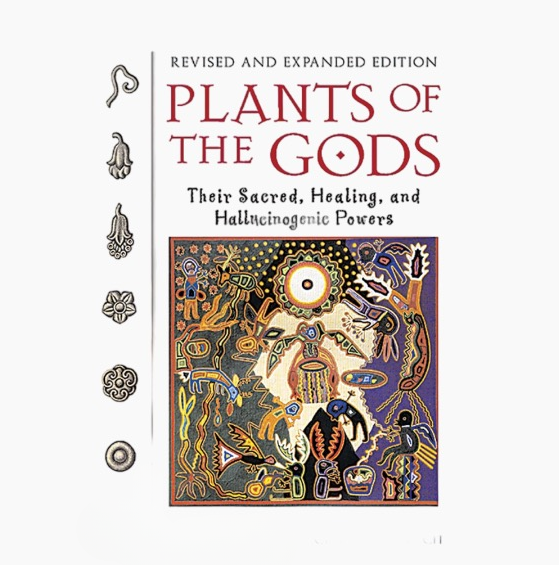 REVISED AND EXPANDED EDITION
PLANTS OF
THE GODS
Their Sacred, Healing, and
Hallucinogenic Powers